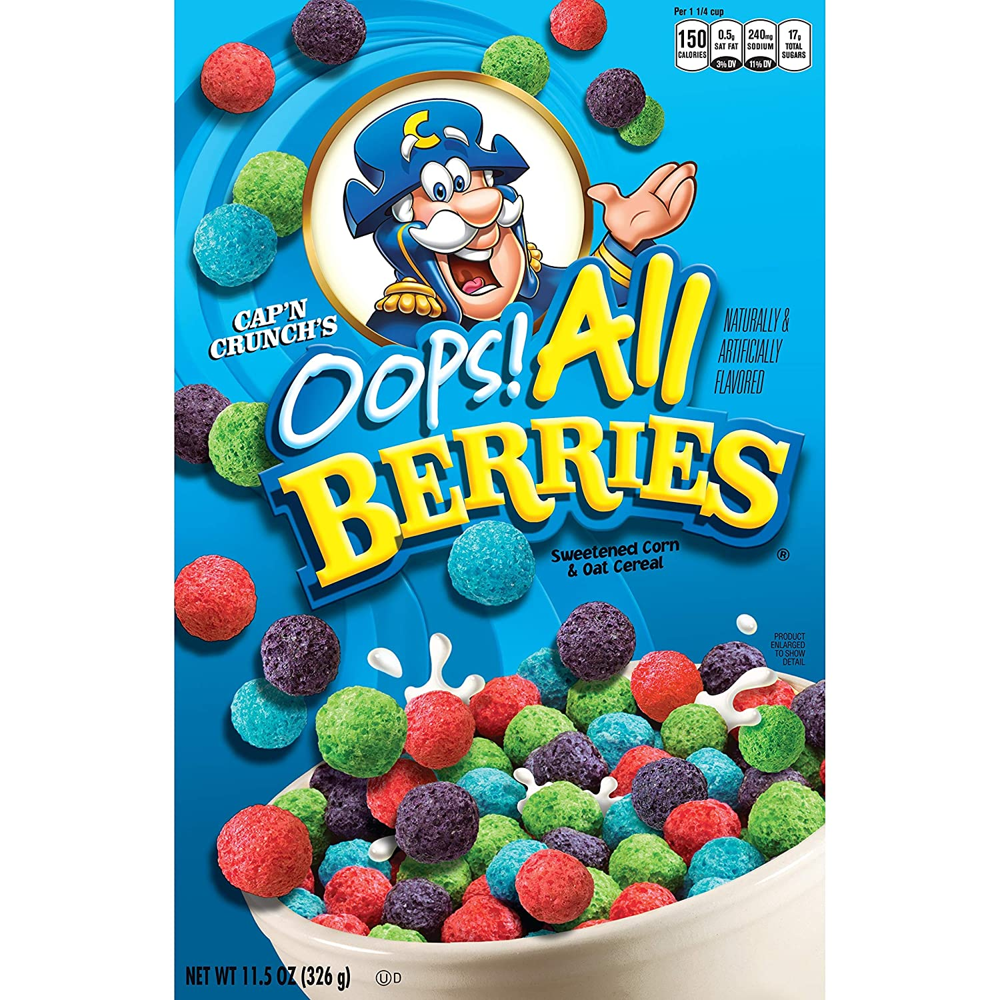 Per 1 1/4 cup
150
CALORIES
0.5g
SAT FAT
3% DV
240mg
SODIUM
11% DV
17g
TOTAL
SUGARS
C
CAP'N
CRUNCH'S
OOPS! All
BERRIES
®
NATURALLY &
ARTIFICIALLY
FLAVORED
Sweetened Corn
& Oat Cereal
PRODUCT
ENLARGED
TO SHOW
DETAIL
NET WT 11.5 OZ (326 g)
U D